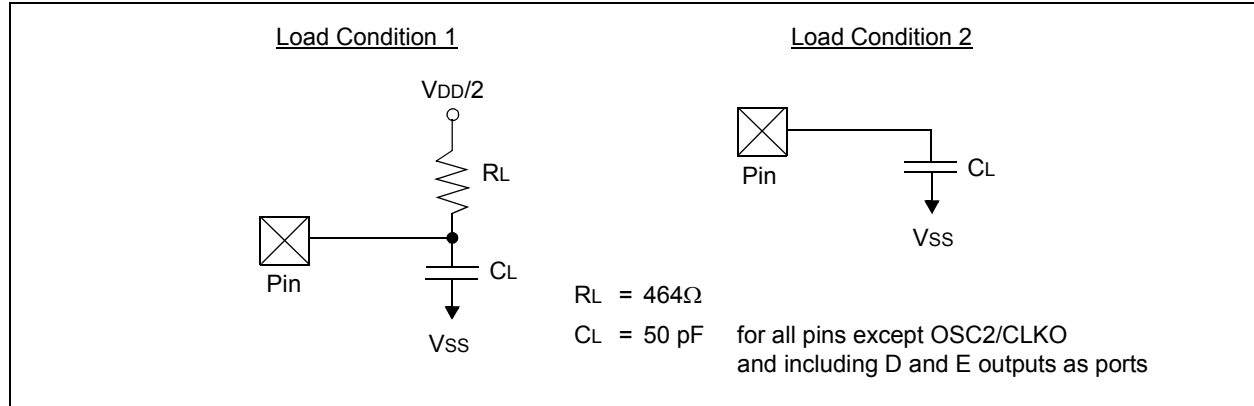 Load Condition 1
VDD/2
RL
Pin
CL
VSS
Load Condition 2
Pin
CL
VSS
RL = 464Ω
CL = 50 pF for all pins except OSC2/CLKO
and including D and E outputs as ports